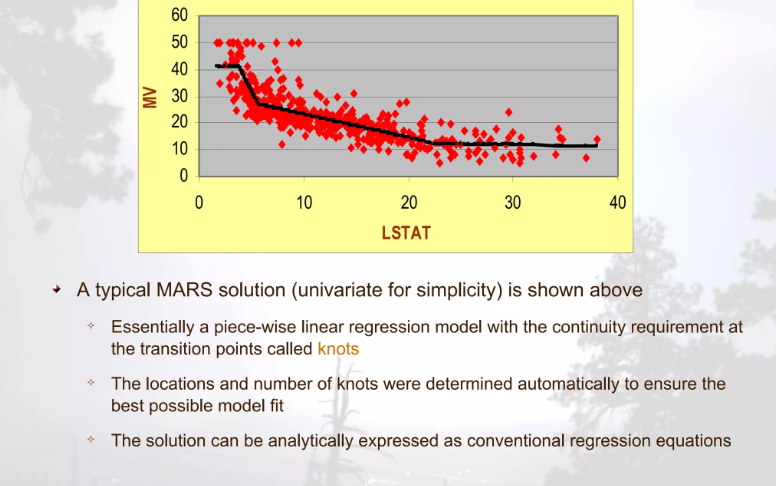 60
50
40
30
20
10
0
MV
0 10 20 30 40
LSTAT
A typical MARS solution (univariate for simplicity) is shown above
Essentially a piece-wise linear regression model with the continuity requirement at
the transition points called knots
The locations and number of knots were determined automatically to ensure the
best possible model fit
The solution can be analytically expressed as conventional regression equations